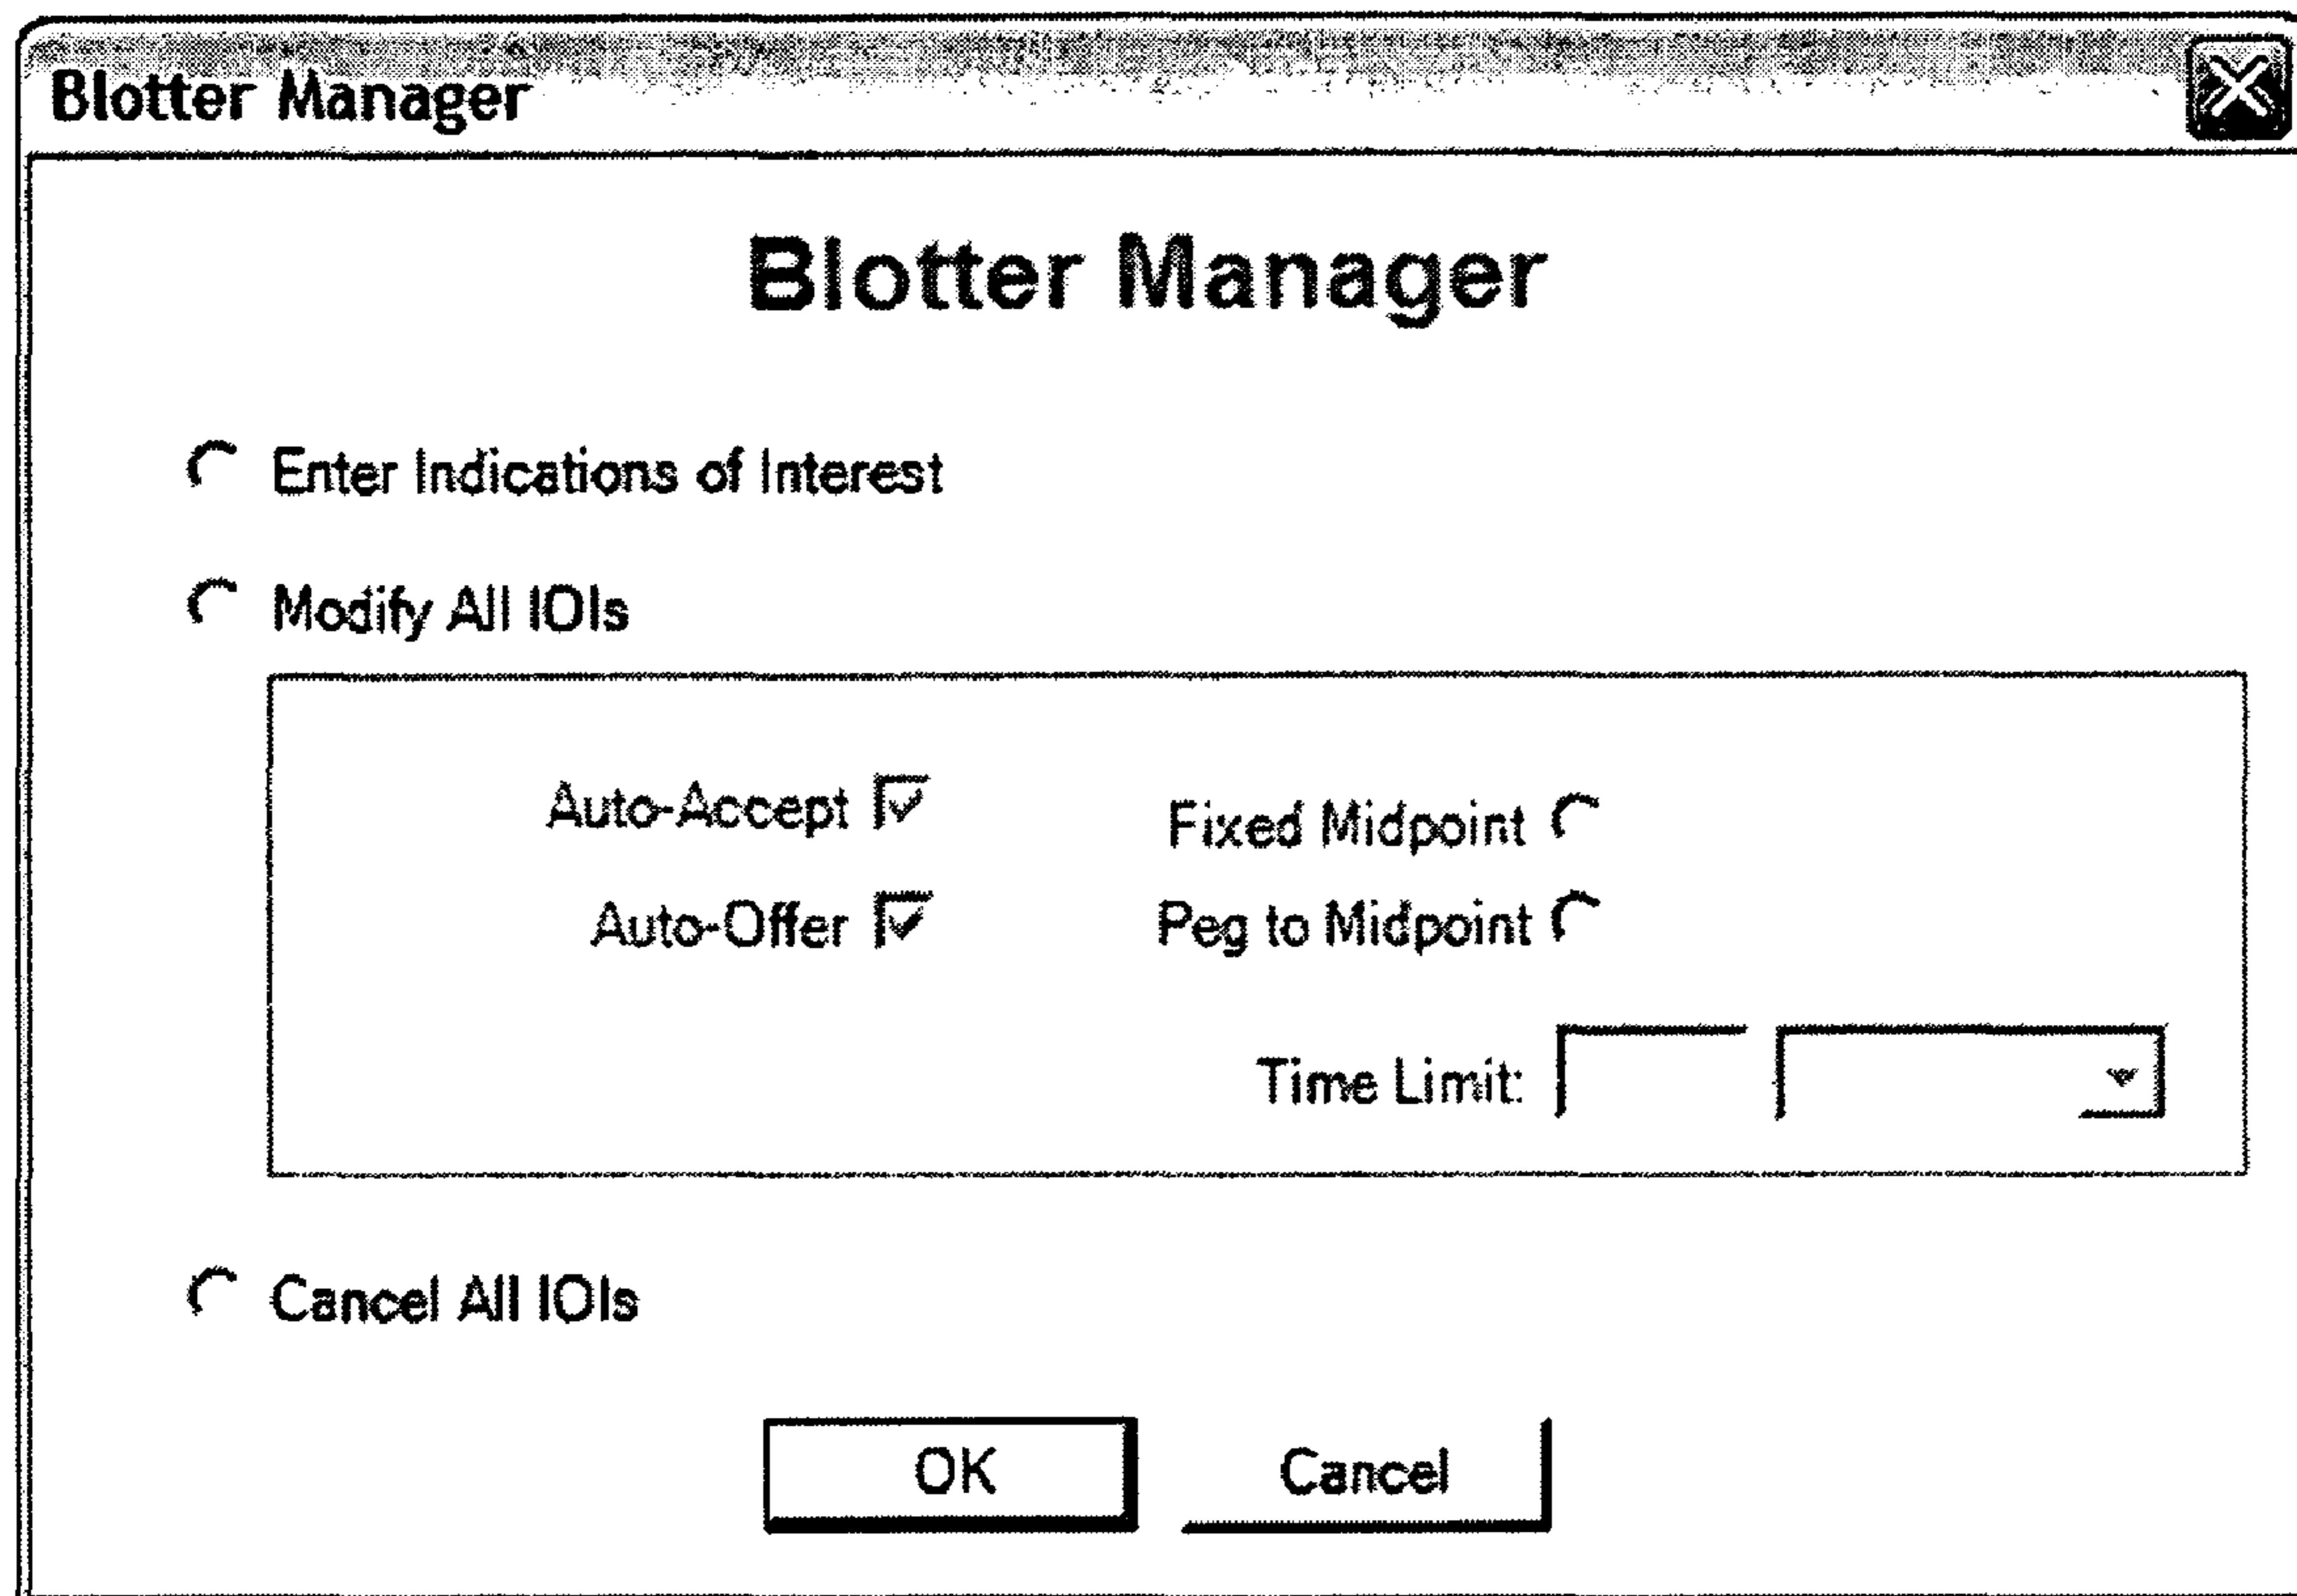 Blotter Manager
Blotter Manager
Enter Indications of Interest
Modify All IOIs
Auto-Accept
Fixed Midpoint
Auto-Offer
Peg to Midpoint
Time Limit:
Cancel All IOIs
OK
Cancel